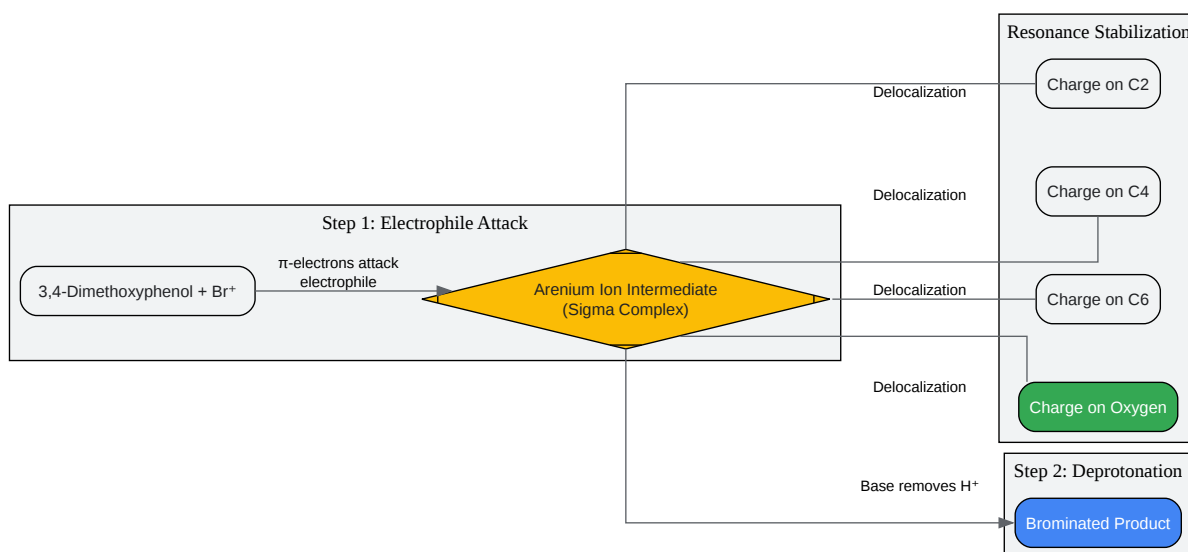 Resonance Stabilization
Charge on C2
Delocalization
Charge on C4
Delocalization
Step 1: Electrophile Attack
π-electrons attack
electrophile
3,4-Dimethoxyphenol + Br⁺
Arenium Ion Intermediate
(Sigma Complex)
Delocalization
Charge on C6
Delocalization
Charge on Oxygen
Step 2: Deprotonation
Base removes H⁺
Brominated Product